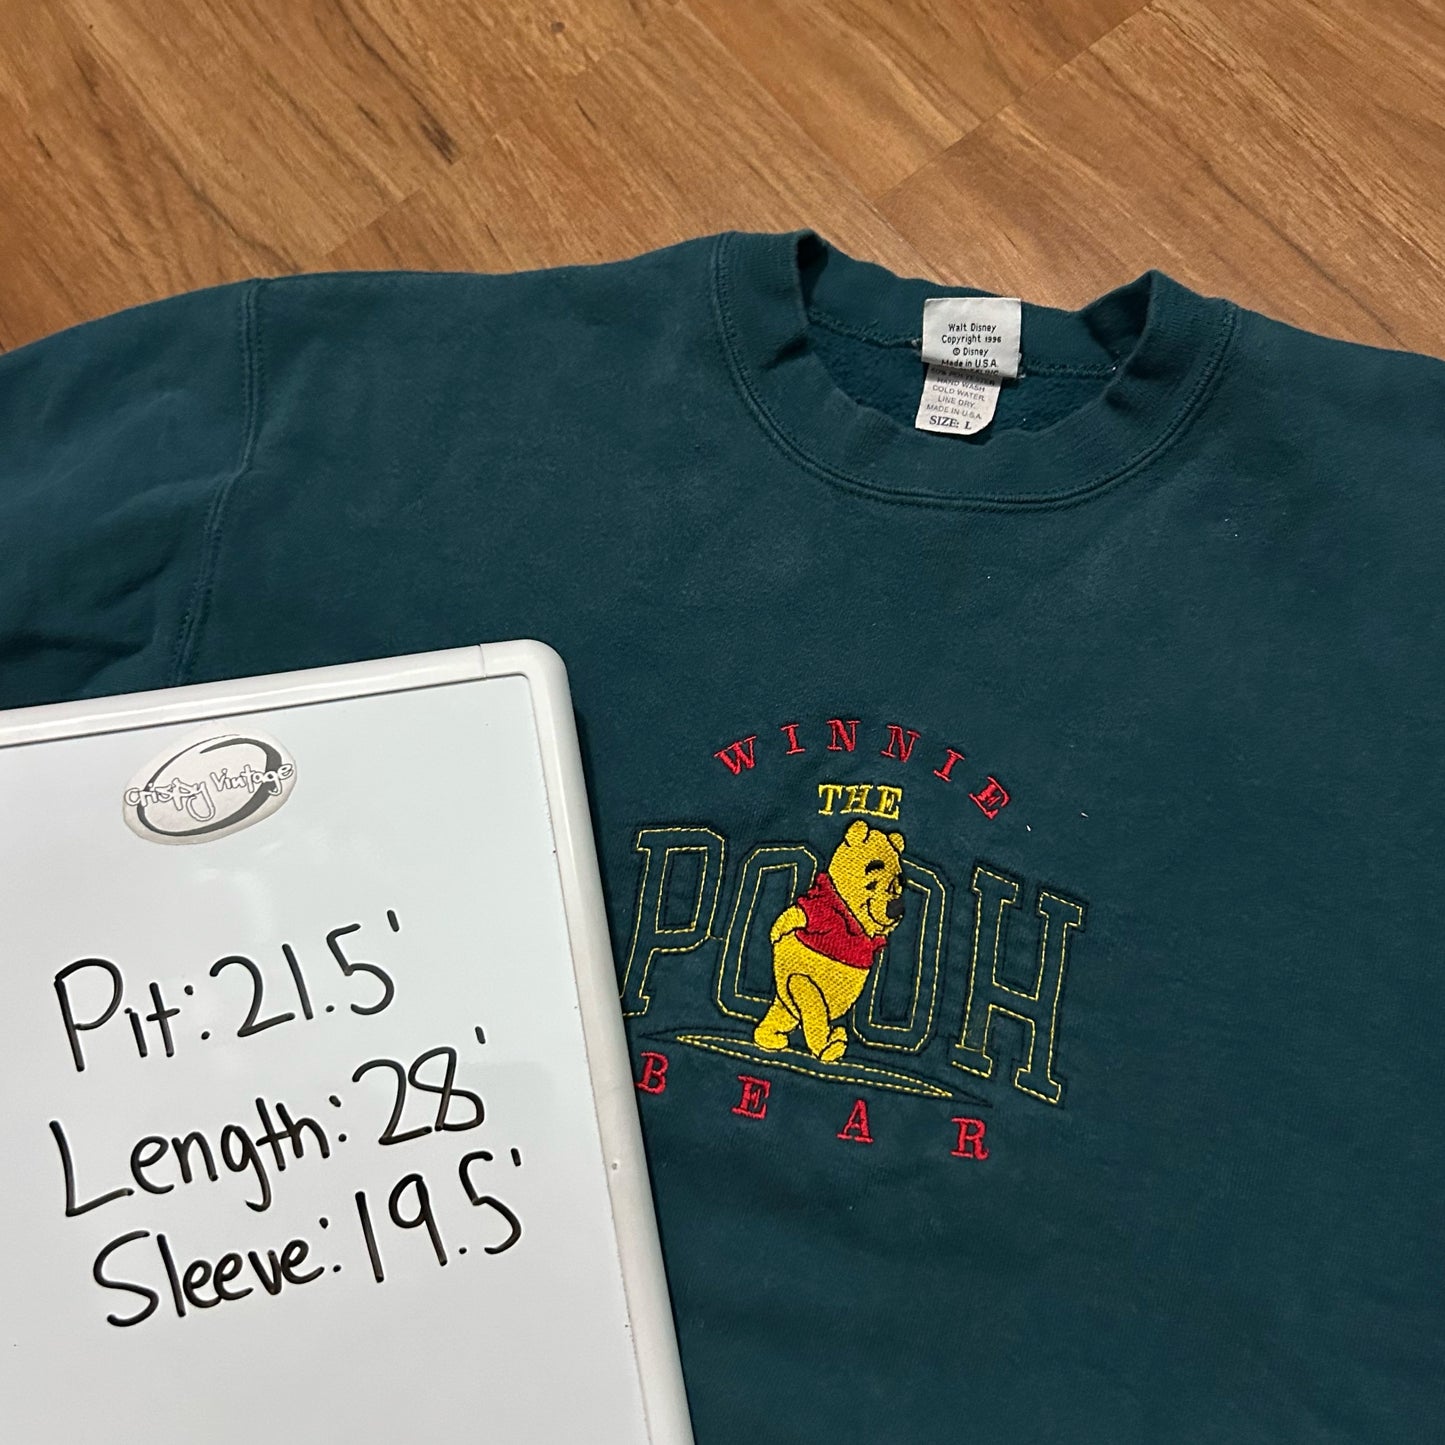 Walt Disney
Copyright 1996
© Disney
Made in U.S.A.
HAND WASH
COLD WATER,
LINE DRY.
MADE IN U.S.A.
SIZE: L
WINNIE
THE
POOH
BEAR
Crispy Vintage
Pit: 21.5'
Length: 28'
Sleeve: 19.5'